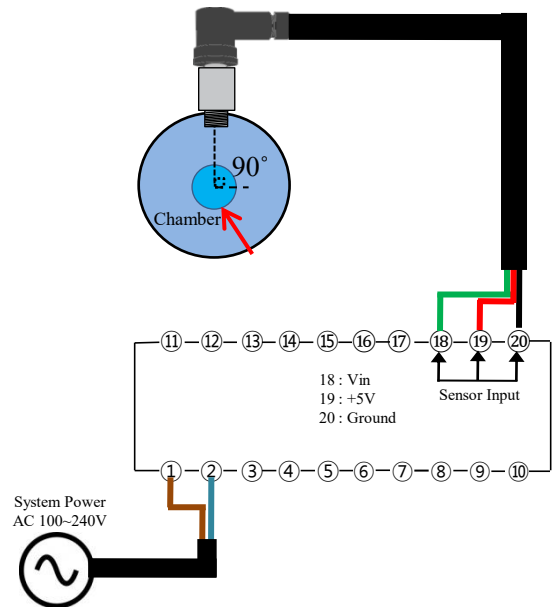 90°
Chamber
⑪ ⑫ ⑬ ⑭ ⑮ ⑯ ⑰ ⑱ ⑲ ⑳
18 : Vin
19 : +5V
20 : Ground
Sensor Input
① ② ③ ④ ⑤ ⑥ ⑦ ⑧ ⑨ ⑩
System Power
AC 100~240V